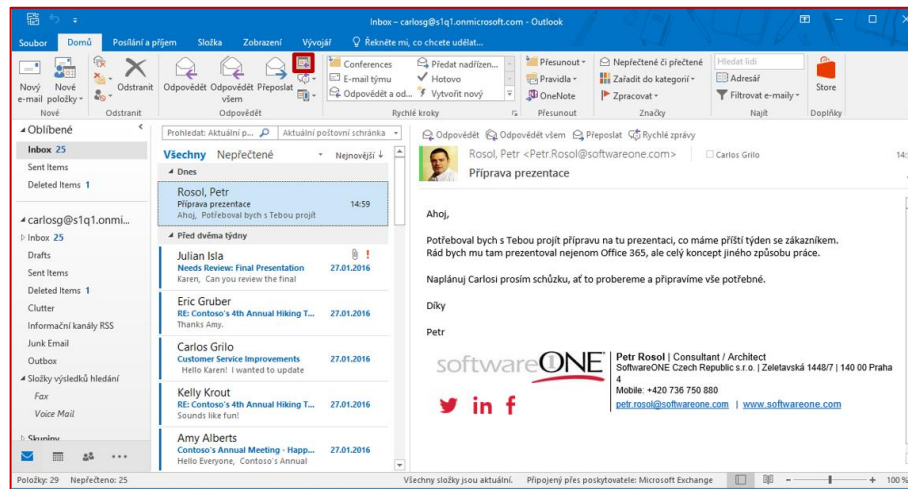 Inbox – carlosg@s1q1.onmicrosoft.com - Outlook
Soubor Domů Posílání a příjem Složka Zobrazení Vývojář Řekněte mi, co chcete udělat...
Nový e-mail
Nové položky
Odstranit
Odpovědět
Odpovědět všem
Přeposlat
Conferences
E-mail týmu
Odpovědět a od...
Předat nadřízen...
Hotovo
Vytvořit nový
Přesunout
Pravidla
OneNote
Nepřečtené či přečtené
Zařadit do kategorií
Zpracovat
Hledat lidi
Adresář
Filtrovat e-maily
Store
Nové Odstranit Odpovědět Rychlé kroky Přesunout Značky Najít Doplňky
Oblíbené
Inbox 25
Sent Items
Deleted Items 1
carlosg@s1q1.onmi...
Inbox 25
Drafts
Sent Items
Deleted Items 1
Clutter
Informační kanály RSS
Junk Email
Outbox
Složky výsledků hledání
Fax
Voice Mail
Skupiny
Prohledat: Aktuální p... Aktuální poštovní schránka
Všechny Nepřečtené Nejnovější ↓
Dnes
Rosol, Petr
Příprava prezentace 14:59
Ahoj, Potřeboval bych s Tebou projít
Před dvěma týdny
Julian Isla
Needs Review: Final Presentation 27.01.2016
Karen, Can you review the final
Eric Gruber
RE: Contoso's 4th Annual Hiking T... 27.01.2016
Thanks Amy.
Carlos Grilo
Customer Service Improvements 27.01.2016
Hello Karen! I wanted to update
Kelly Krout
RE: Contoso's 4th Annual Hiking T... 27.01.2016
Sounds like fun!
Amy Alberts
Contoso's Annual Meeting - Happ... 27.01.2016
Hello Everyone, Contoso's Annual
Odpovědět Odpovědět všem Přeposlat Rychlé zprávy
Rosol, Petr <Petr.Rosol@softwareone.com> Carlos Grilo
Příprava prezentace
Ahoj,
Potřeboval bych s Tebou projít přípravu na tu prezentaci, co máme příští týden se zákazníkem.
Rád bych mu tam prezentoval nejenom Office 365, ale celý koncept jiného způsobu práce.
Naplánuj Carlosi prosím schůzku, ať to probereme a připravíme vše potřebné.
Díky
Petr
softwareONE
Petr Rosol | Consultant / Architect
SoftwareONE Czech Republic s.r.o. | Zeletavská 1448/7 | 140 00 Praha
4
Mobile: +420 736 750 880
petr.rosol@softwareone.com | www.softwareone.com
Položky: 29 Nepřečteno: 25 Všechny složky jsou aktuální. Připojený přes poskytovatele: Microsoft Exchange 100 %